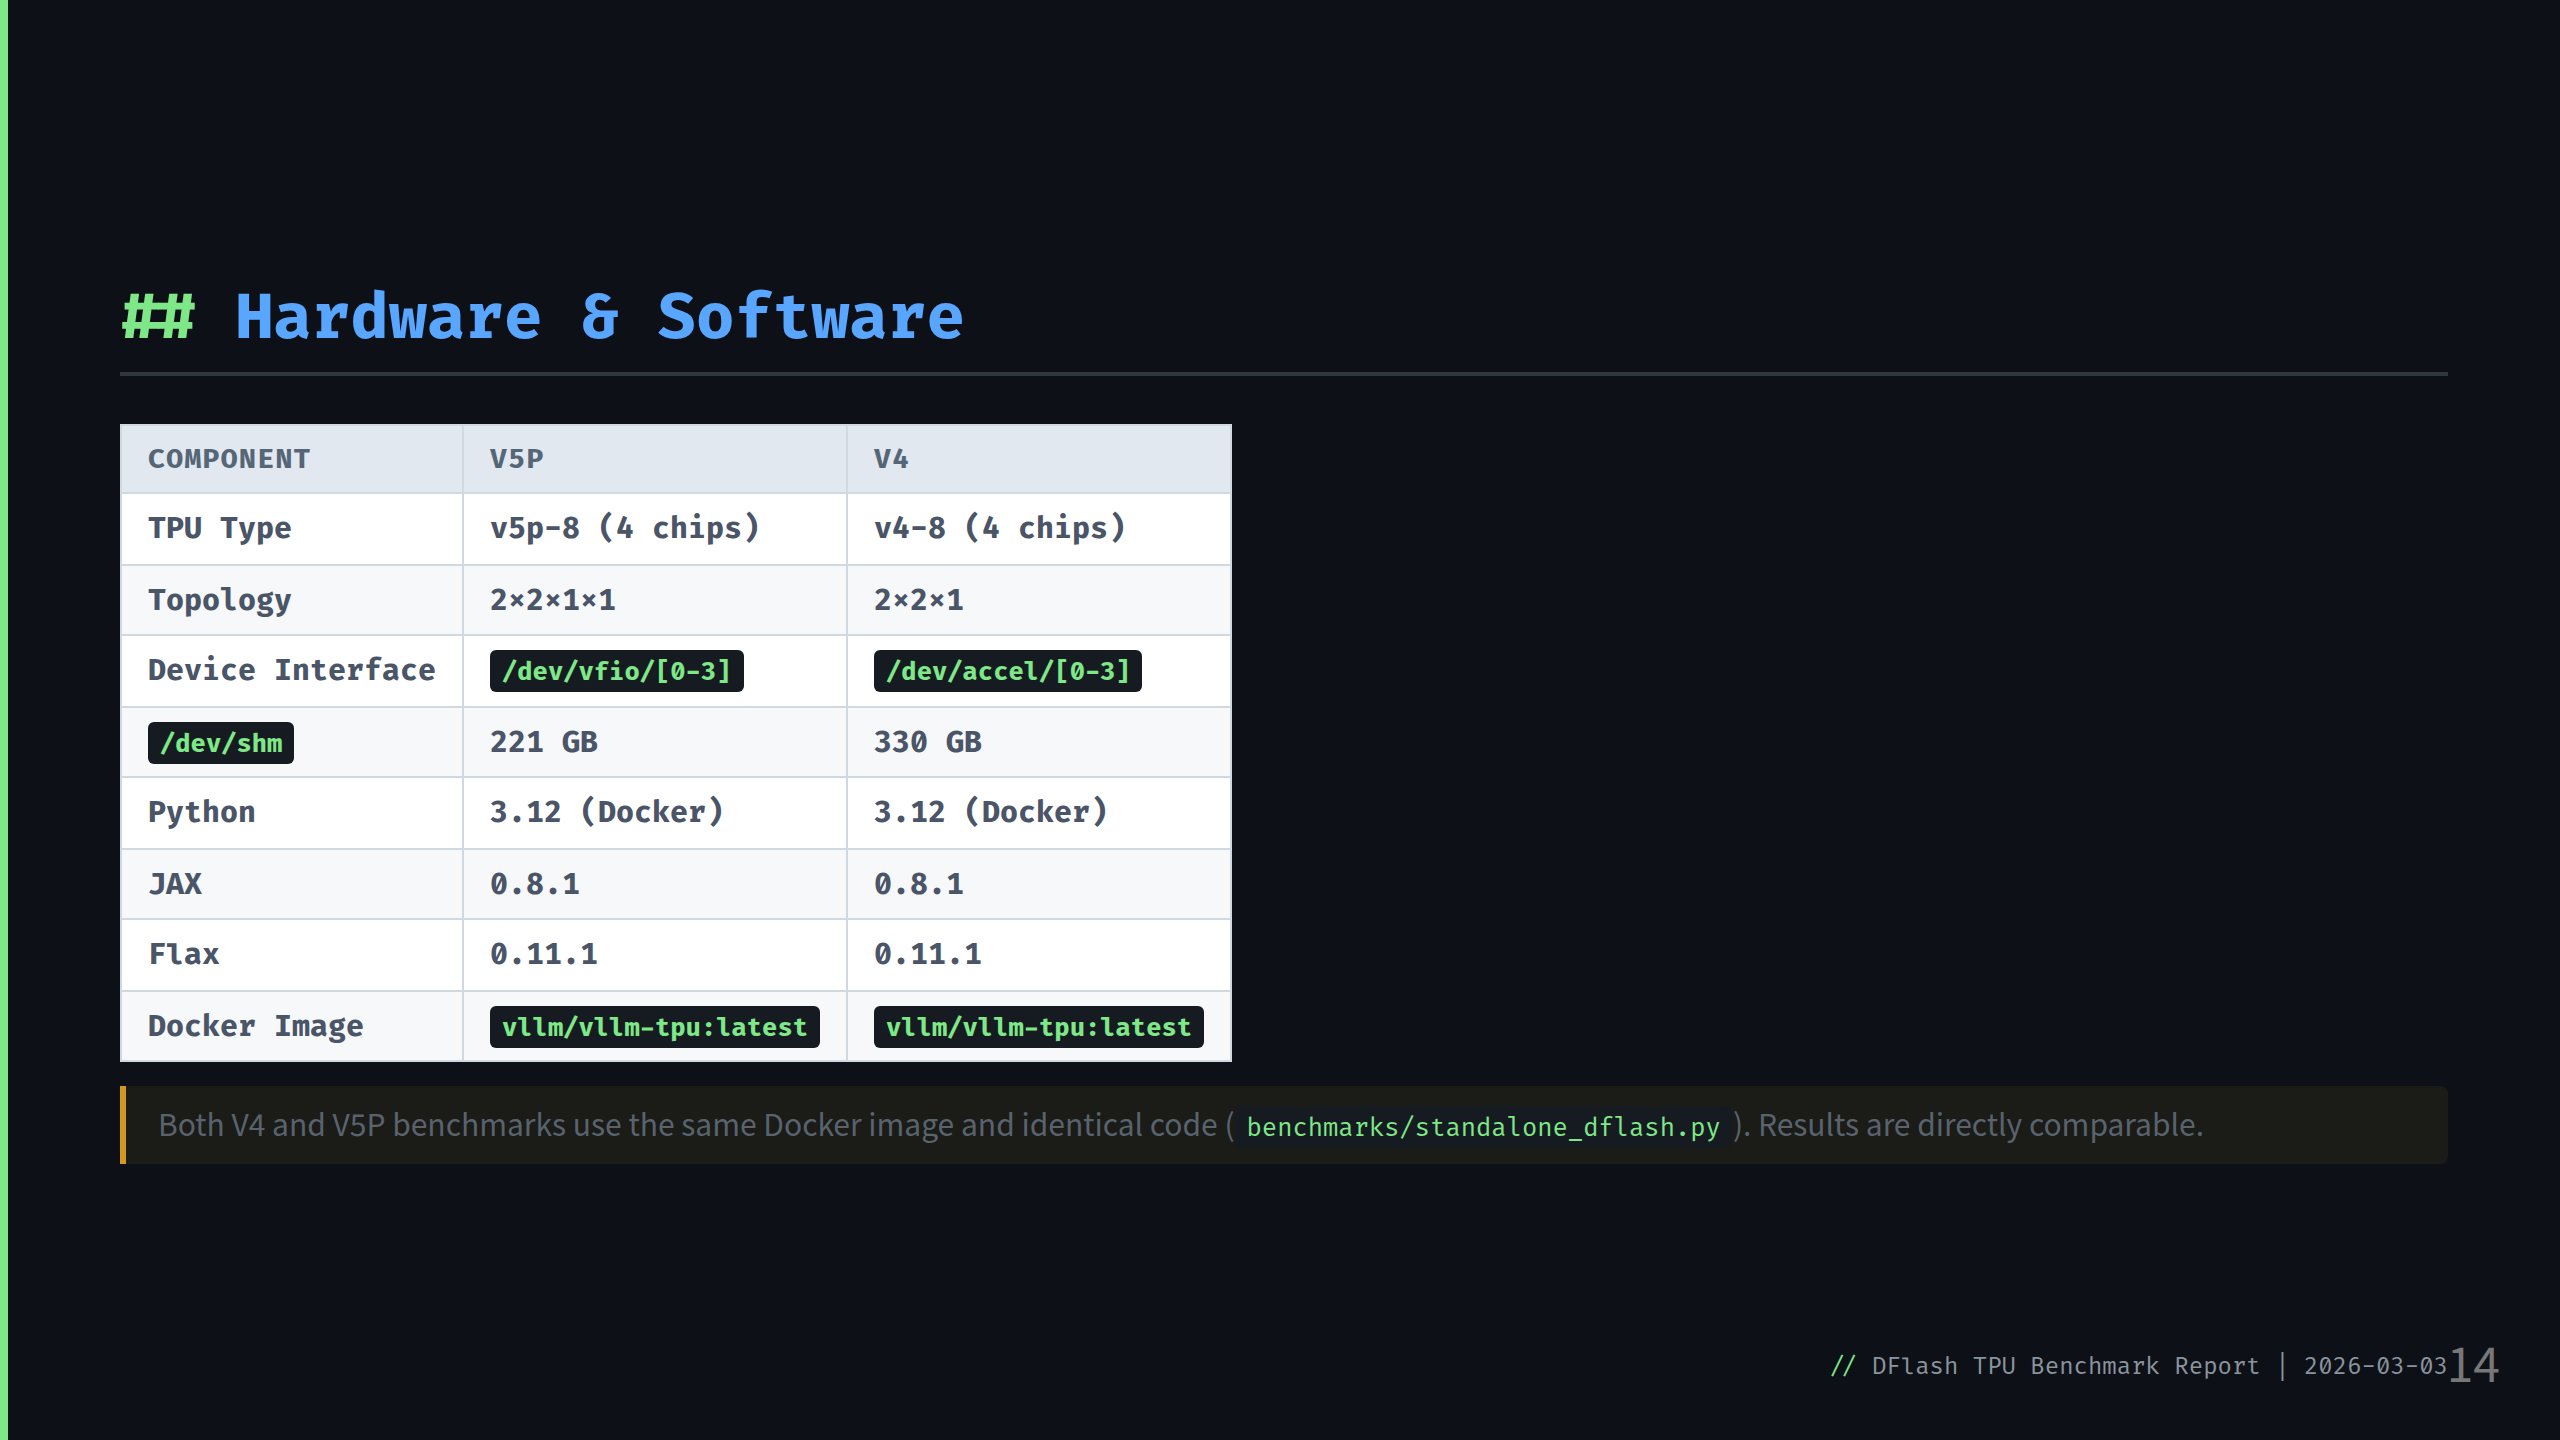 ## Hardware & Software
COMPONENT V5P V4
TPU Type v5p-8 (4 chips) v4-8 (4 chips)
Topology 2×2×1×1 2×2×1
Device Interface /dev/vfio/[0-3] /dev/accel/[0-3]
/dev/shm 221 GB 330 GB
Python 3.12 (Docker) 3.12 (Docker)
JAX 0.8.1 0.8.1
Flax 0.11.1 0.11.1
Docker Image vllm/vllm-tpu:latest vllm/vllm-tpu:latest
Both V4 and V5P benchmarks use the same Docker image and identical code ( benchmarks/standalone_dflash.py ). Results are directly comparable.
// DFlash TPU Benchmark Report | 2026-03-03
14